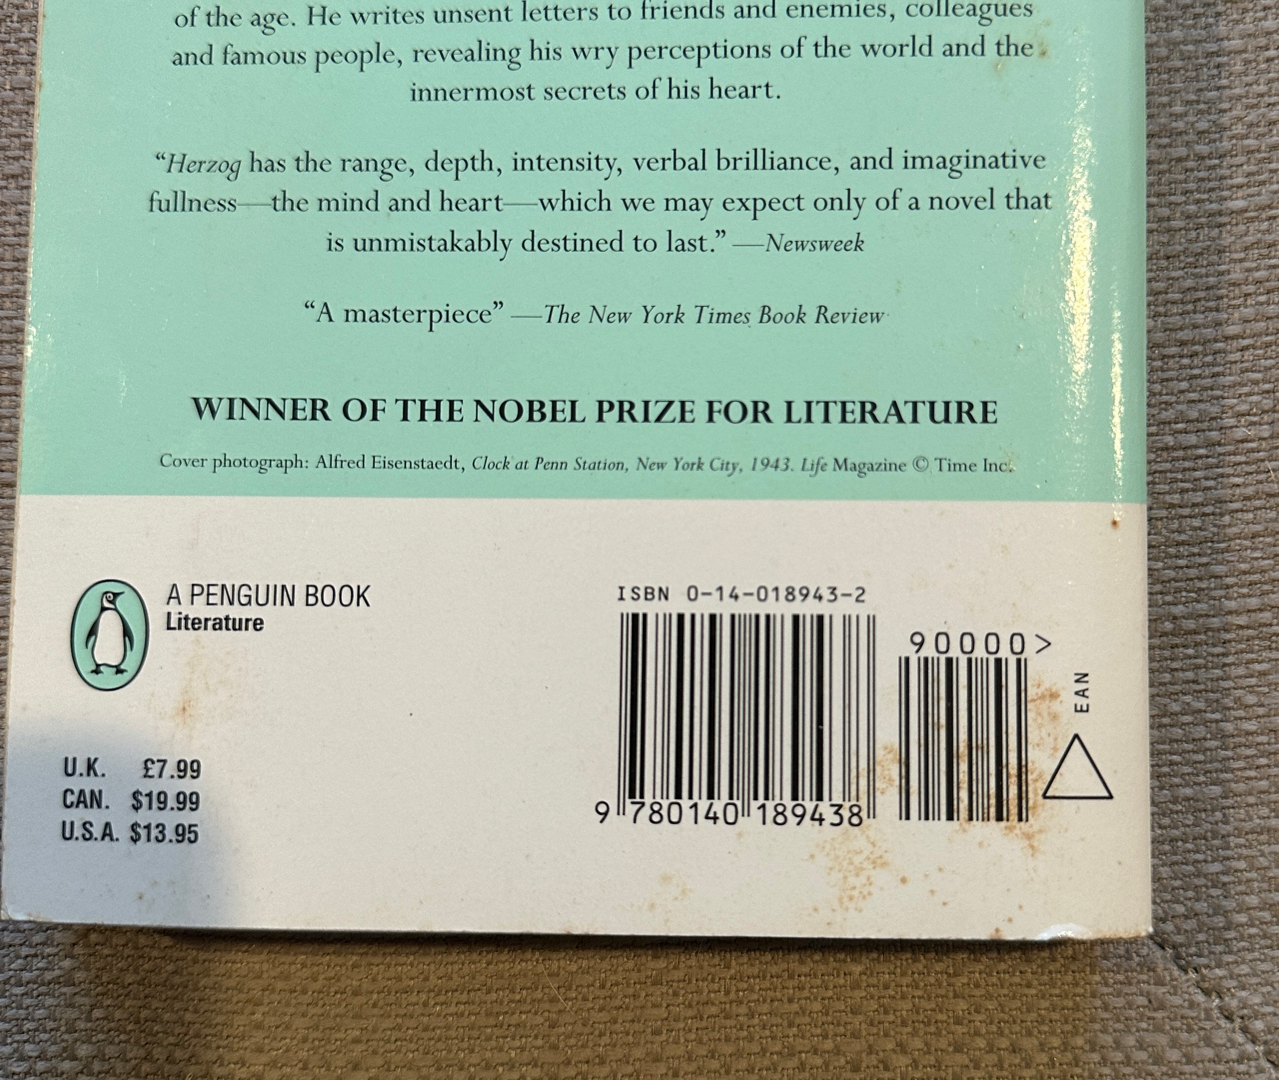 of the age. He writes unsent letters to friends and enemies, colleagues
and famous people, revealing his wry perceptions of the world and the
innermost secrets of his heart.
“Herzog has the range, depth, intensity, verbal brilliance, and imaginative
fullness—the mind and heart—which we may expect only of a novel that
is unmistakably destined to last.” —Newsweek
“A masterpiece” —The New York Times Book Review
WINNER OF THE NOBEL PRIZE FOR LITERATURE
Cover photograph: Alfred Eisenstaedt, Clock at Penn Station, New York City, 1943. Life Magazine © Time Inc.
A PENGUIN BOOK
Literature
U.K. £7.99
CAN. $19.99
U.S.A. $13.95
ISBN 0-14-018943-2
9 780140 189438
90000>
EAN